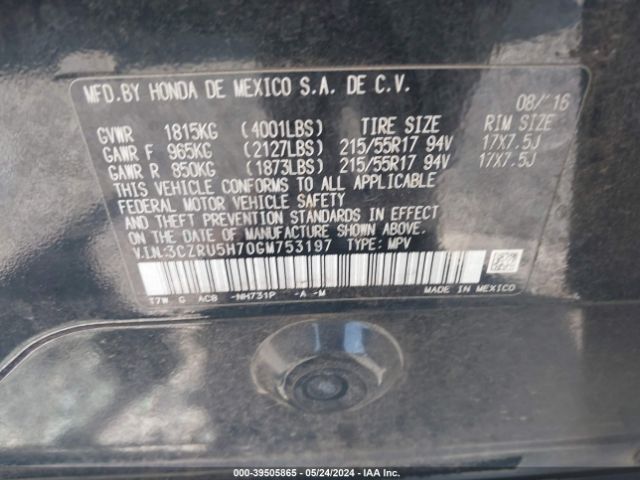 MFD.BY HONDA DE MEXICO S.A. DE C.V.
08/'16
GVWR 1815KG (4001LBS) TIRE SIZE RIM SIZE
GAWR F 965KG (2127LBS) 215/55R17 94V 17X7.5J
GAWR R 850KG (1873LBS) 215/55R17 94V 17X7.5J
THIS VEHICLE CONFORMS TO ALL APPLICABLE
FEDERAL MOTOR VEHICLE SAFETY
AND THEFT PREVENTION STANDARDS IN EFFECT
ON THE DATE OF MANUFACTURE SHOWN ABOVE.
V.I.N:3CZRU5H70GM753197 TYPE: MPV
T7W G AC8 -NH731P -A -M MADE IN MEXICO
000-39505865 - 05/24/2024 - IAA Inc.